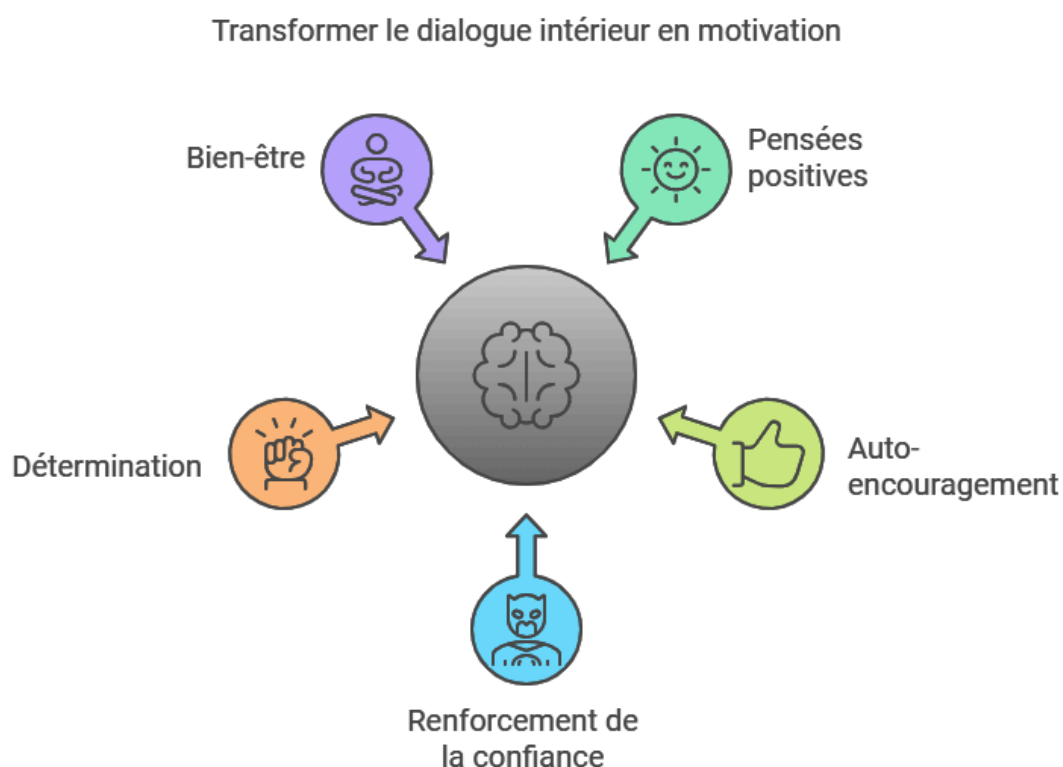 Transformer le dialogue intérieur en motivation
Bien-être
Pensées
positives
Détermination
Auto-
encouragement
Renforcement de
la confiance